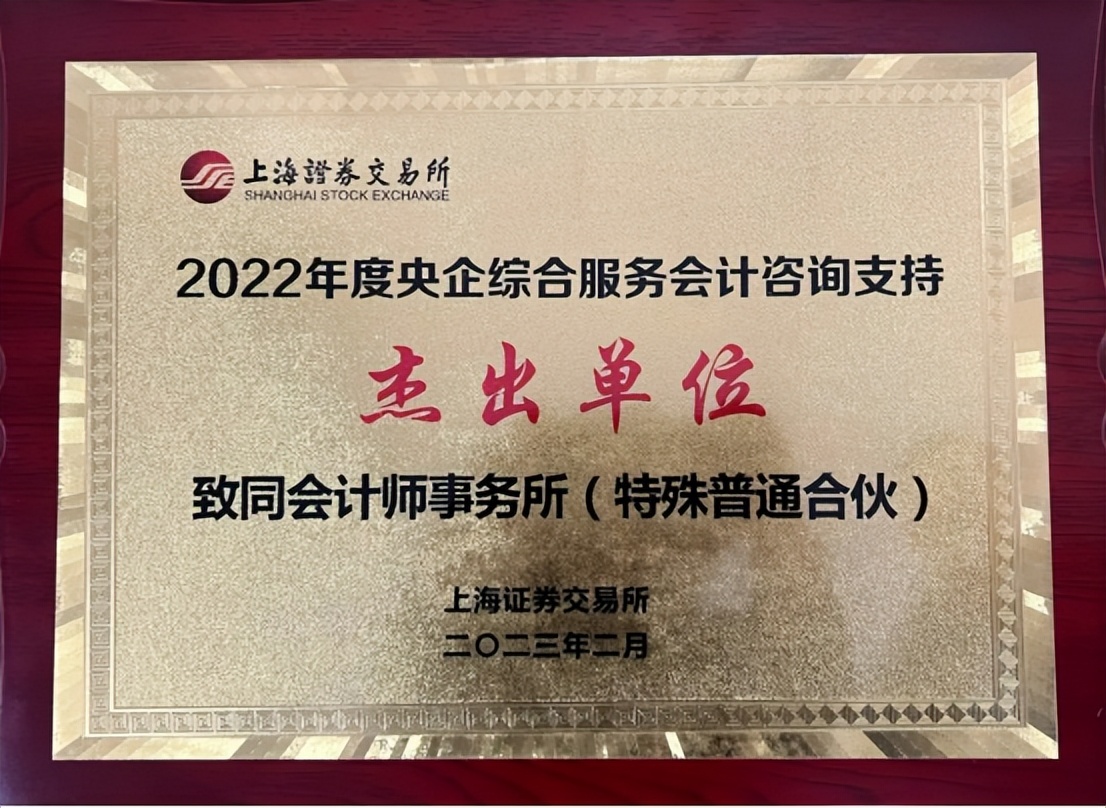 上海證券交易所
SHANGHAI STOCK EXCHANGE
2022年度央企综合服务会计咨询支持
杰出单位
致同会计师事务所（特殊普通合伙）
上海证券交易所
二〇二三年二月